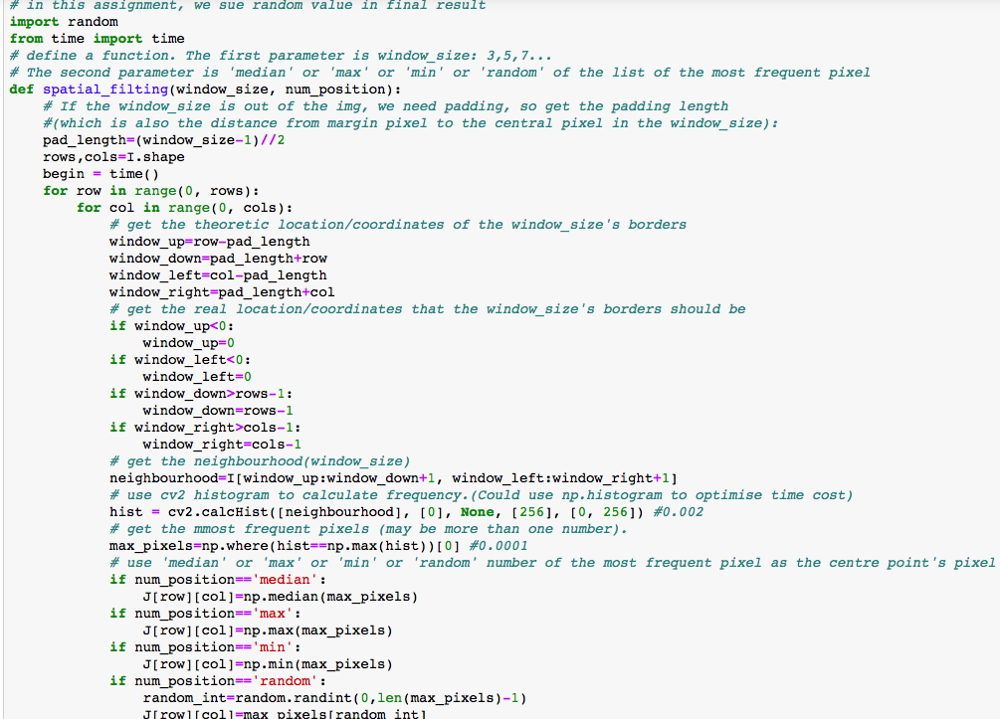 # in this assignment, we sue random value in final result
import random
from time import time
# define a function. The first parameter is window_size: 3,5,7...
# The second parameter is 'median' or 'max' or 'min' or 'random' of the list of the most frequent pixel
def spatial_filting(window_size, num_position):
    # If the window_size is out of the img, we need padding, so get the padding length
    #(which is also the distance from margin pixel to the central pixel in the window_size):
    pad_length=(window_size-1)//2
    rows,cols=I.shape
    begin = time()
    for row in range(0, rows):
        for col in range(0, cols):
            # get the theoretic location/coordinates of the window_size's borders
            window_up=row-pad_length
            window_down=pad_length+row
            window_left=col-pad_length
            window_right=pad_length+col
            # get the real location/coordinates that the window_size's borders should be
            if window_up<0:
                window_up=0
            if window_left<0:
                window_left=0
            if window_down>rows-1:
                window_down=rows-1
            if window_right>cols-1:
                window_right=cols-1
            # get the neighbourhood(window_size)
            neighbourhood=I[window_up:window_down+1, window_left:window_right+1]
            # use cv2 histogram to calculate frequency.(Could use np.histogram to optimise time cost)
            hist = cv2.calcHist([neighbourhood], [0], None, [256], [0, 256]) #0.002
            # get the mmost frequent pixels (may be more than one number).
            max_pixels=np.where(hist==np.max(hist))[0] #0.0001
            # use 'median' or 'max' or 'min' or 'random' number of the most frequent pixel as the centre point's pixel
            if num_position=='median':
                J[row][col]=np.median(max_pixels)
            if num_position=='max':
                J[row][col]=np.max(max_pixels)
            if num_position=='min':
                J[row][col]=np.min(max_pixels)
            if num_position=='random':
                random_int=random.randint(0,len(max_pixels)-1)
                J[row][col]=max_pixels[random_int]